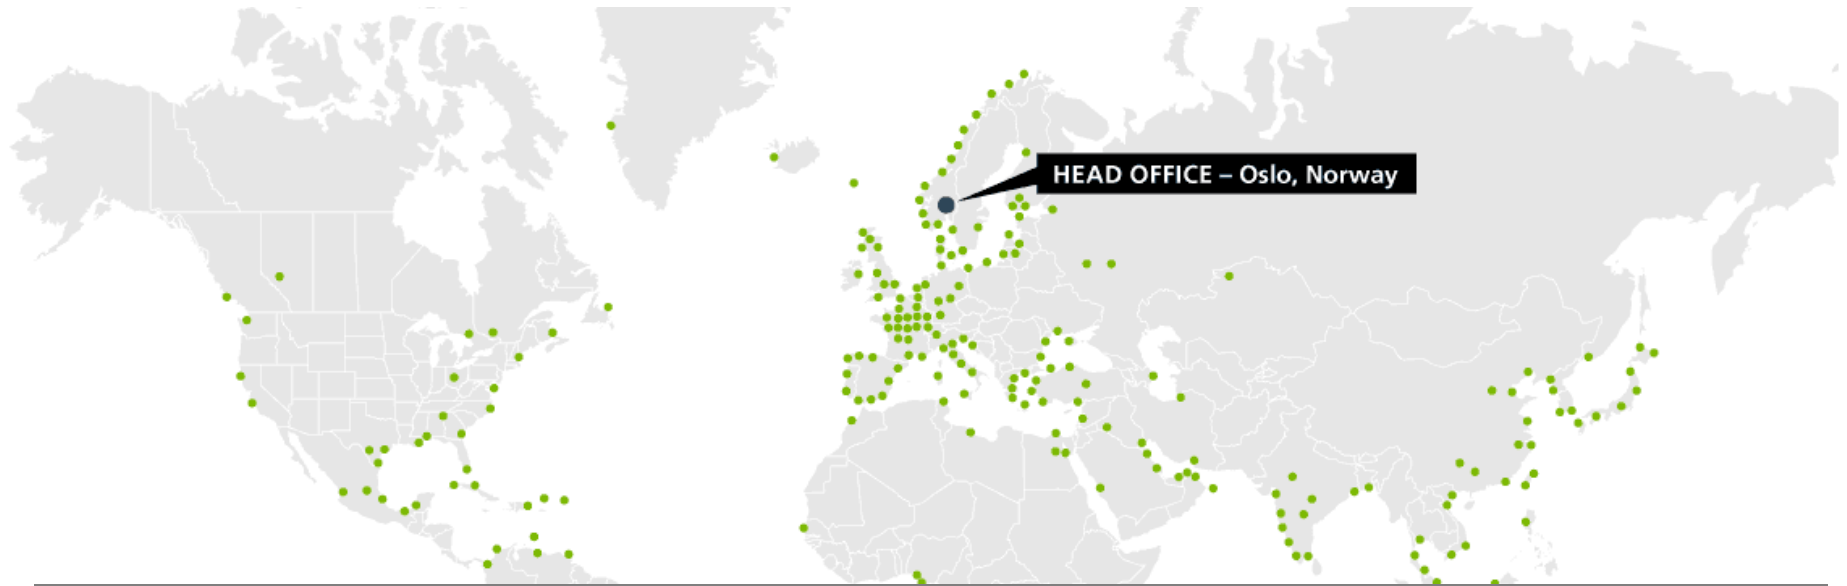 HEAD OFFICE – Oslo, Norway